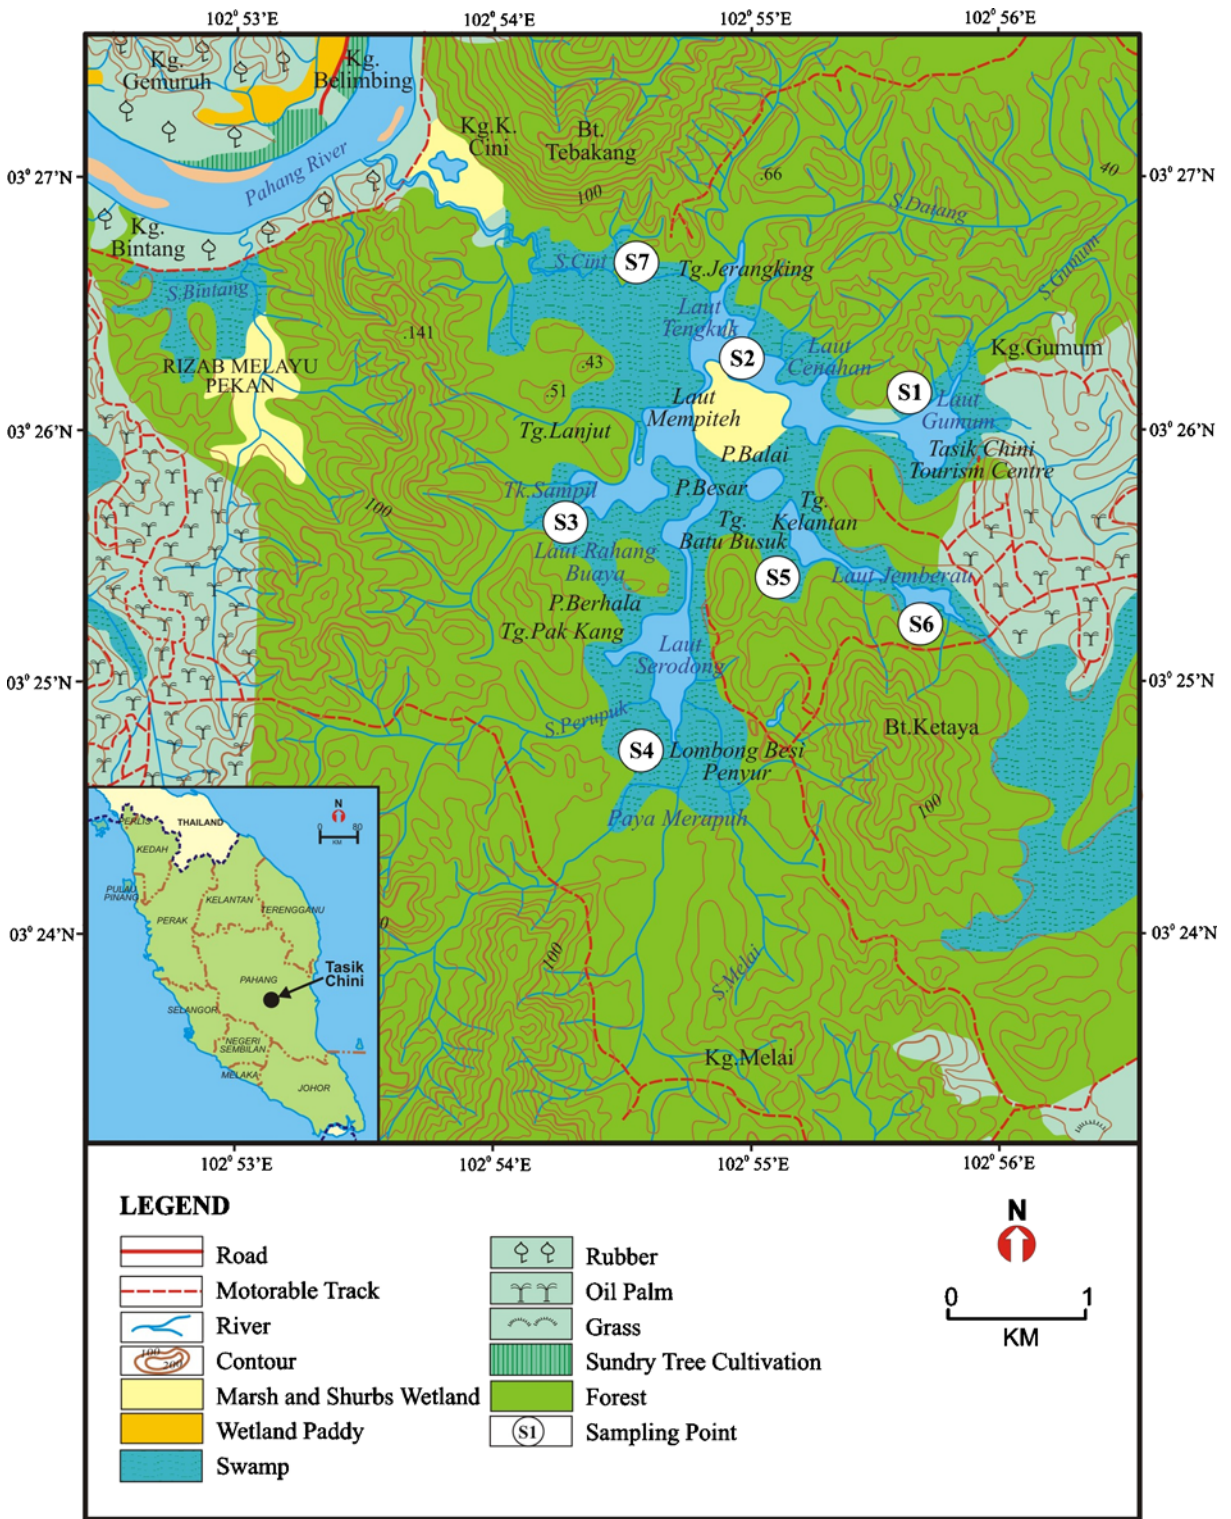 102° 53'E
102° 54'E
102° 55'E
102° 56'E
Kg.
Gemuruh
Kg.
Belimbing
Kg.K.
Cini
Bt.
Tebakang
.66
40
03° 27'N
03° 27'N
Pahang River
100
S.Datang
Kg.
Bintang
S.Cini
S7
Tg.Jerangking
S.Gumum
S.Bintang
Laut
Tengkuk
.141
.43
S2
Laut
Cenahan
Kg.Gumum
RIZAB MELAYU
PEKAN
.51
Laut
Mempiteh
S1
Laut
Gumum
03° 26'N
03° 26'N
Tg.Lanjut
P.Balai
Tasik Chini
Tourism Centre
Tk.Sampil
P.Besar
Tg.
Kelantan
100
S3
Tg.
Batu Busuk
Laut Rahang
Buaya
S5
Laut Jemberau
P.Berhala
S6
Tg.Pak Kang
Laut
Serodong
03° 25'N
03° 25'N
S.Perupuk
Bt.Ketaya
S4
Lombong Besi
Penyur
100
Paya Merapuh
THAILAND
N
0 80
KM
PERLIS
KEDAH
PULAU
PINANG
KELANTAN
TERENGGANU
PERAK
03° 24'N
03° 24'N
0
100
Tasik
Chini
PAHANG
S.Melai
SELANGOR
NEGERI
SEMBILAN
MELAKA
JOHOR
Kg.Melai
102° 53'E
102° 54'E
102° 55'E
102° 56'E
LEGEND
Road
Motorable Track
River
100
200
Contour
Marsh and Shurbs Wetland
Wetland Paddy
Swamp
Rubber
Oil Palm
Grass
Sundry Tree Cultivation
Forest
S1
Sampling Point
N
0 1
KM